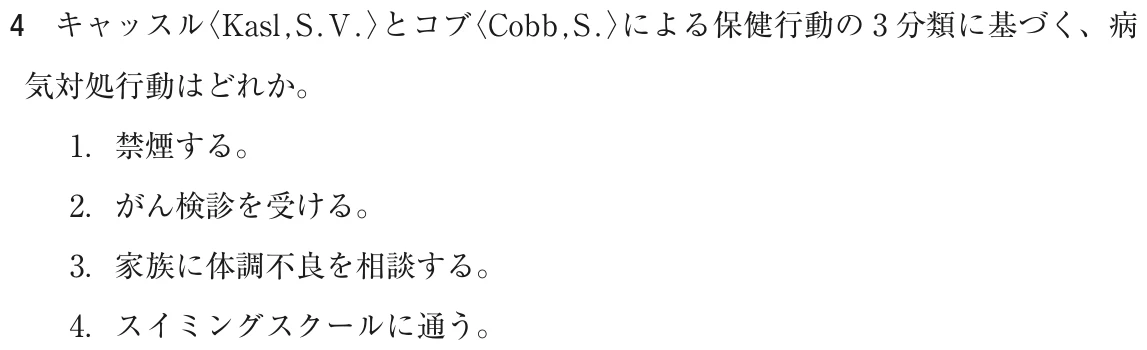 4 キャッスル〈Kasl,S.V.〉とコブ〈Cobb,S.〉による保健行動の3分類に基づく、病
気対処行動はどれか。
1. 禁煙する。
2. がん検診を受ける。
3. 家族に体調不良を相談する。
4. スイミングスクールに通う。